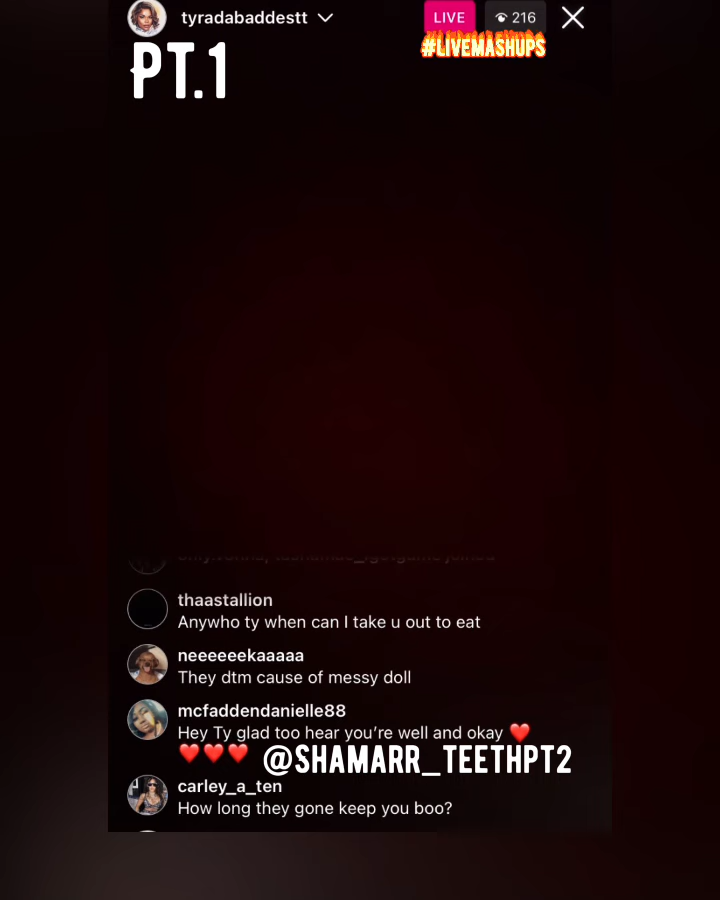 tyradabaddestt
LIVE
216
#LIVEMASHUPS
PT.1
thaastallion
Anywho ty when can I take u out to eat
neeeeeekaaaaa
They dtm cause of messy doll
mcfaddendanielle88
Hey Ty glad too hear you're well and okay ❤️
❤️❤️❤️
@SHAMARR_TEETHPT2
carley_a_ten
How long they gone keep you boo?